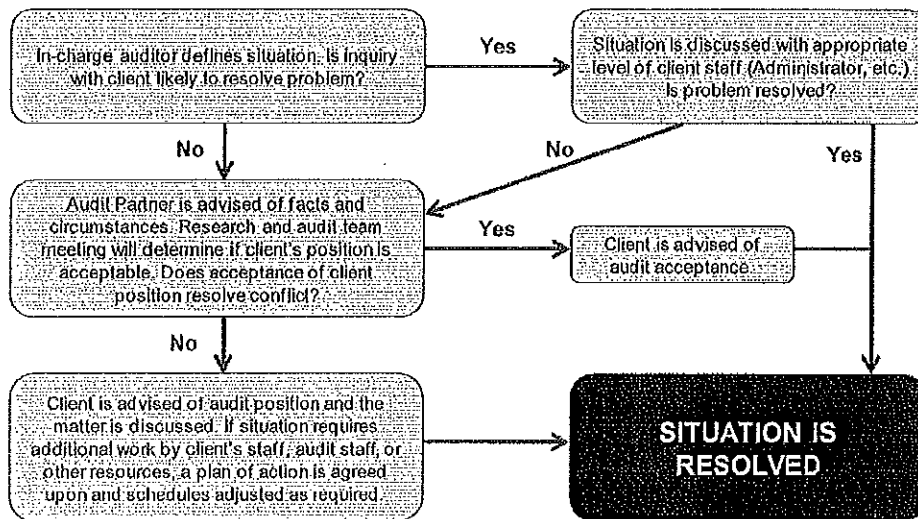 In-charge auditor defines situation. Is inquiry
with client likely to resolve problem?
Yes
Situation is discussed with appropriate
level of client staff (Administrator, etc.)
Is problem resolved?
No
No
Yes
Audit Partner is advised of facts and
circumstances. Research and audit team
meeting will determine if client's position is
acceptable. Does acceptance of client
position resolve conflict?
Yes
Client is advised of
audit acceptance
No
Client is advised of audit position and the
matter is discussed. If situation requires
additional work by client's staff, audit staff, or
other resources, a plan of action is agreed
upon and schedules adjusted as required.
SITUATION IS
RESOLVED